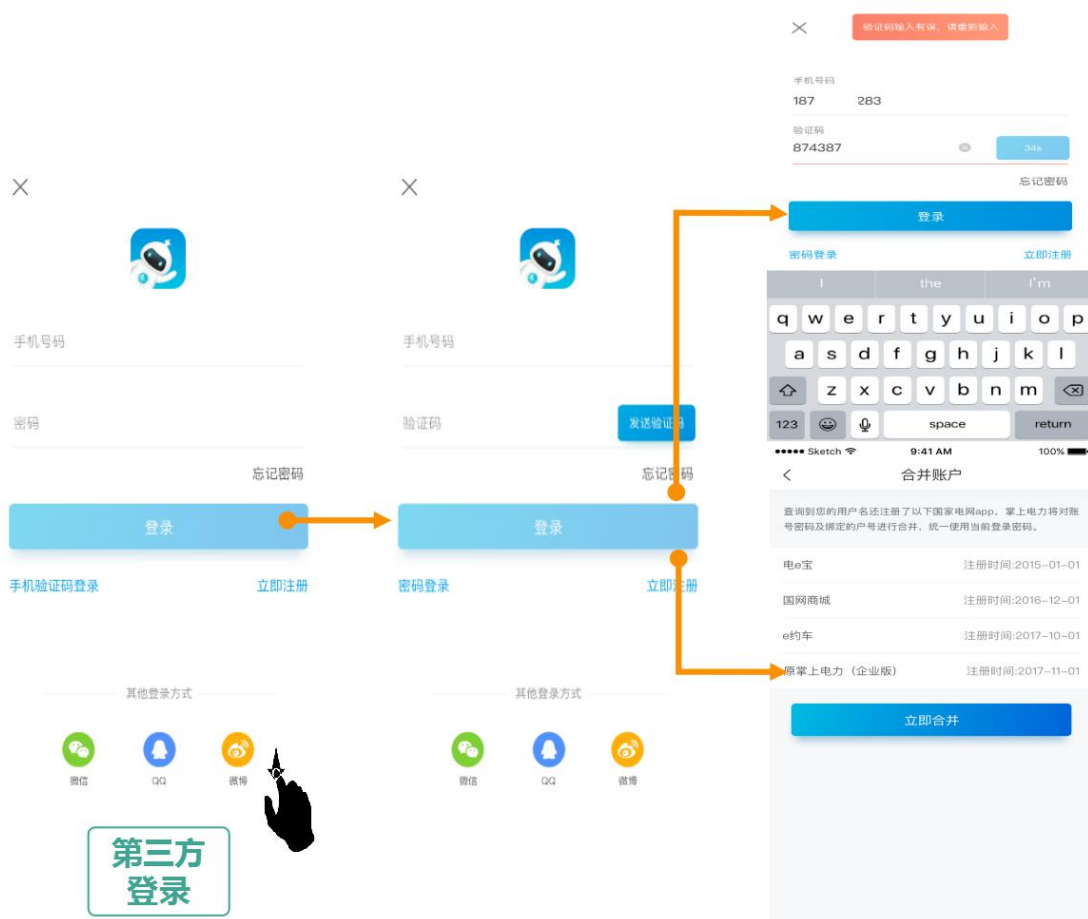 手机号码
密码
忘记密码
登录
手机验证码登录
立即注册
其他登录方式
微信
QQ
微博
第三方
登录
手机号码
验证码
发送验证码
忘记密码
登录
密码登录
立即注册
其他登录方式
微信
QQ
微博
验证码输入有误，请重新输入
手机号码
187 283
验证码
874387
34s
忘记密码
登录
密码登录
立即注册
I the I'm
q w e r t y u i o p
a s d f g h j k l
z x c v b n m
123 space return
Sketch 9:41 AM 100%
合并账户
查询到您的用户名还注册了以下国家电网app，掌上电力将对账
号密码及绑定的户号进行合并，统一使用当前登录密码。
电e宝 注册时间:2015-01-01
国网商城 注册时间:2016-12-01
e约车 注册时间:2017-10-01
原掌上电力（企业版） 注册时间:2017-11-01
立即合并